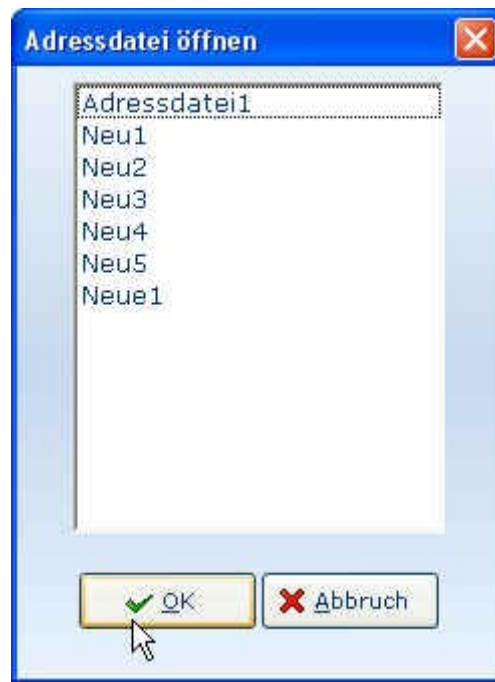 Adressdatei öffnen
Adressdatei1
Neu1
Neu2
Neu3
Neu4
Neu5
Neue1
OK
Abbruch